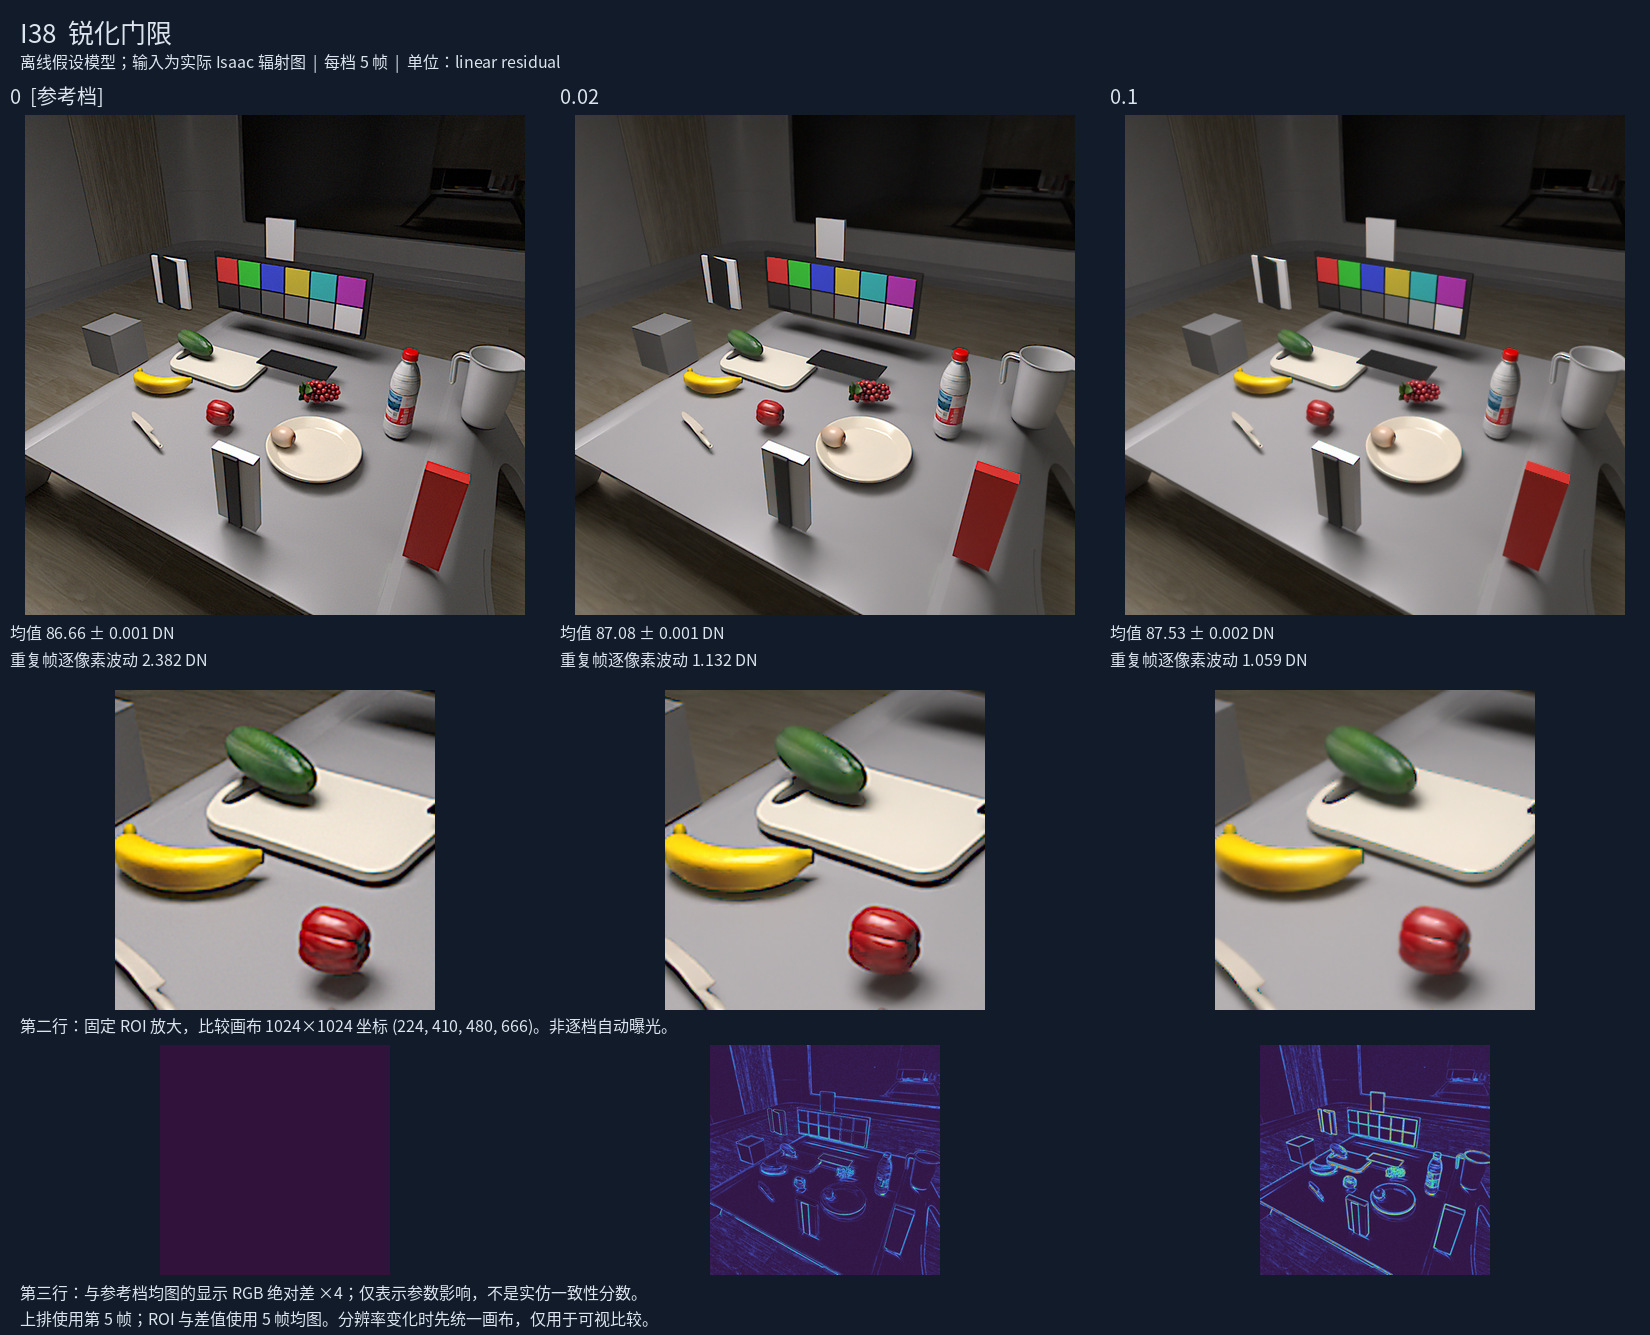 I38 锐化门限
离线假设模型；输入为实际 Isaac 辐射图 | 每档 5 帧 | 单位：linear residual
0 [参考档]
0.02
0.1
均值 86.66 ± 0.001 DN
重复帧逐像素波动 2.382 DN
均值 87.08 ± 0.001 DN
重复帧逐像素波动 1.132 DN
均值 87.53 ± 0.002 DN
重复帧逐像素波动 1.059 DN
第二行：固定 ROI 放大，比较画布 1024×1024 坐标 (224, 410, 480, 666)。非逐档自动曝光。
第三行：与参考档均图的显示 RGB 绝对差 ×4；仅表示参数影响，不是实仿一致性分数。
上排使用第 5 帧；ROI 与差值使用 5 帧均图。分辨率变化时先统一画布，仅用于可视比较。